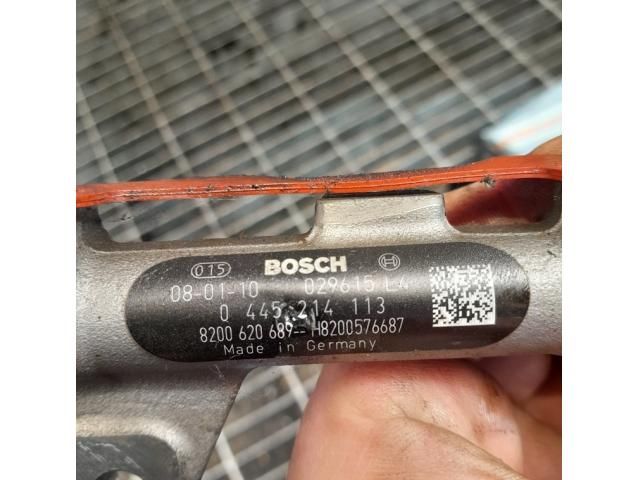 015 BOSCH
08-01-10 029615 L4
0 445 214 113
8200 620 689-- H8200576687
Made in Germany